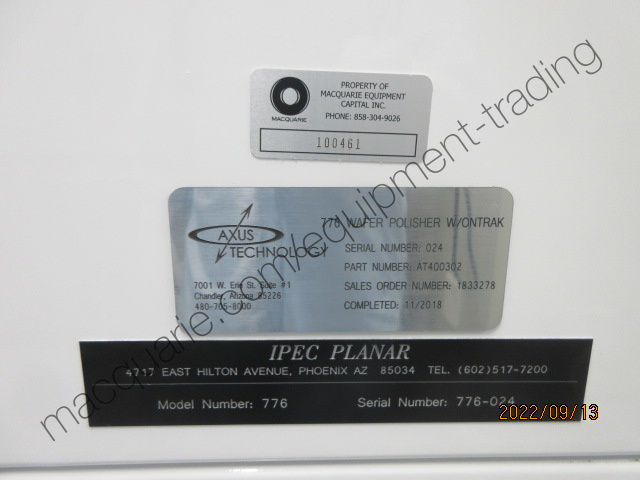 PROPERTY OF
MACQUARIE EQUIPMENT
CAPITAL INC.
PHONE: 858-304-9026
MACQUARIE
100461
776 WAFER POLISHER W/ONTRAK
AXUS
TECHNOLOGY
SERIAL NUMBER: 024
PART NUMBER: AT400302
SALES ORDER NUMBER: 1833278
COMPLETED: 11/2018
7001 W. Erie St. Suite #1
Chandler, Arizona 85226
480-705-8000
IPEC PLANAR
4717 EAST HILTON AVENUE, PHOENIX AZ 85034 TEL. (602)517-7200
Model Number: 776 Serial Number: 776-024
2022/09/13
macquarie.com/equipment-trading